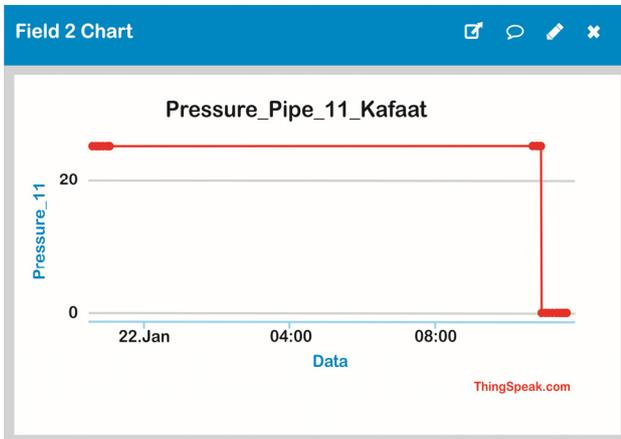 Field 2 Chart
Pressure_Pipe_11_Kafaat
Pressure_11
20
0
22.Jan 04:00 08:00
Data
ThingSpeak.com